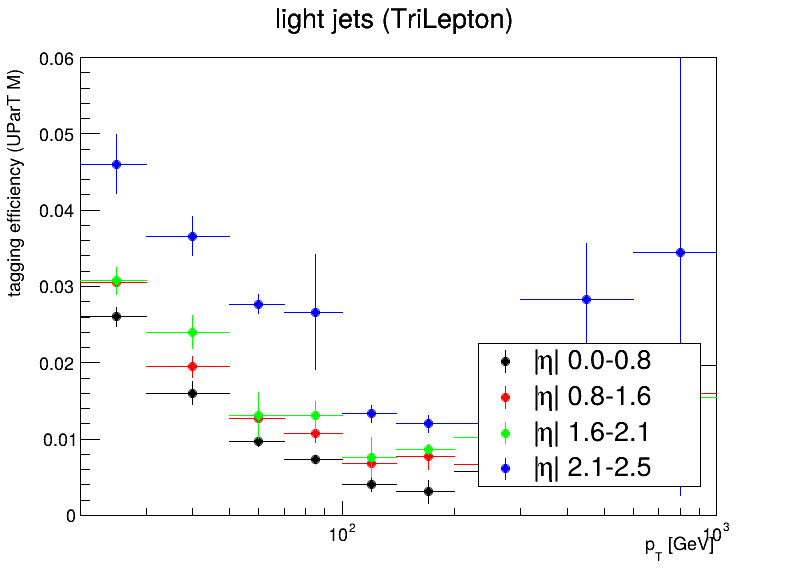 light jets (TriLepton)
tagging efficiency (UParT M)
0.06
0.05
0.04
0.03
0.02
0.01
0
|η| 0.0-0.8
|η| 0.8-1.6
|η| 1.6-2.1
|η| 2.1-2.5
10²
10³
p_T [GeV]